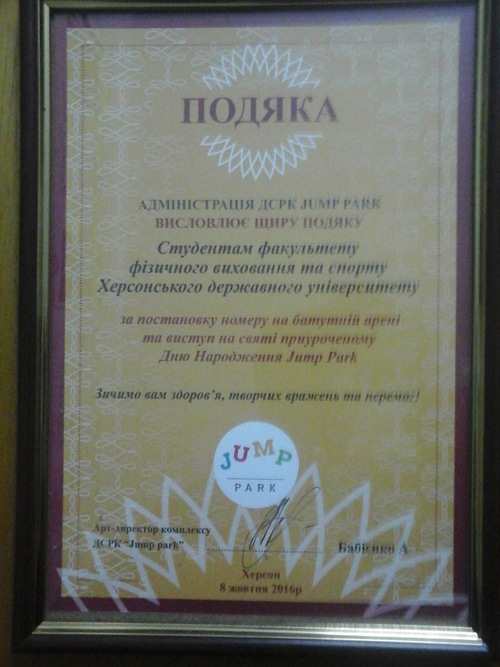 ПОДЯКА
АДМІНІСТРАЦІЯ ДСРК JUMP PARK
ВИСЛОВЛЮЄ ЩИРУ ПОДЯКУ
Студентам факультету
фізичного виховання та спорту
Херсонського державного університету
за постановку номеру на батутній арені
та виступ на святі приуроченому
Дню Народження Jump Park
Зичимо вам здоров'я, творчих вражень та перемог!
JUMP
PARK
Арт-директор комплексу
ДСРК "Jump park"
А.
Херсон
8 жовтня 2016р